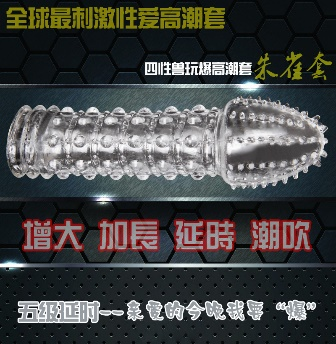 全球最刺激性爱高潮套
四性兽玩爆高潮套 朱雀套
增大 加長 延時 潮吹
五级延时--亲爱的今晚我要“爆”